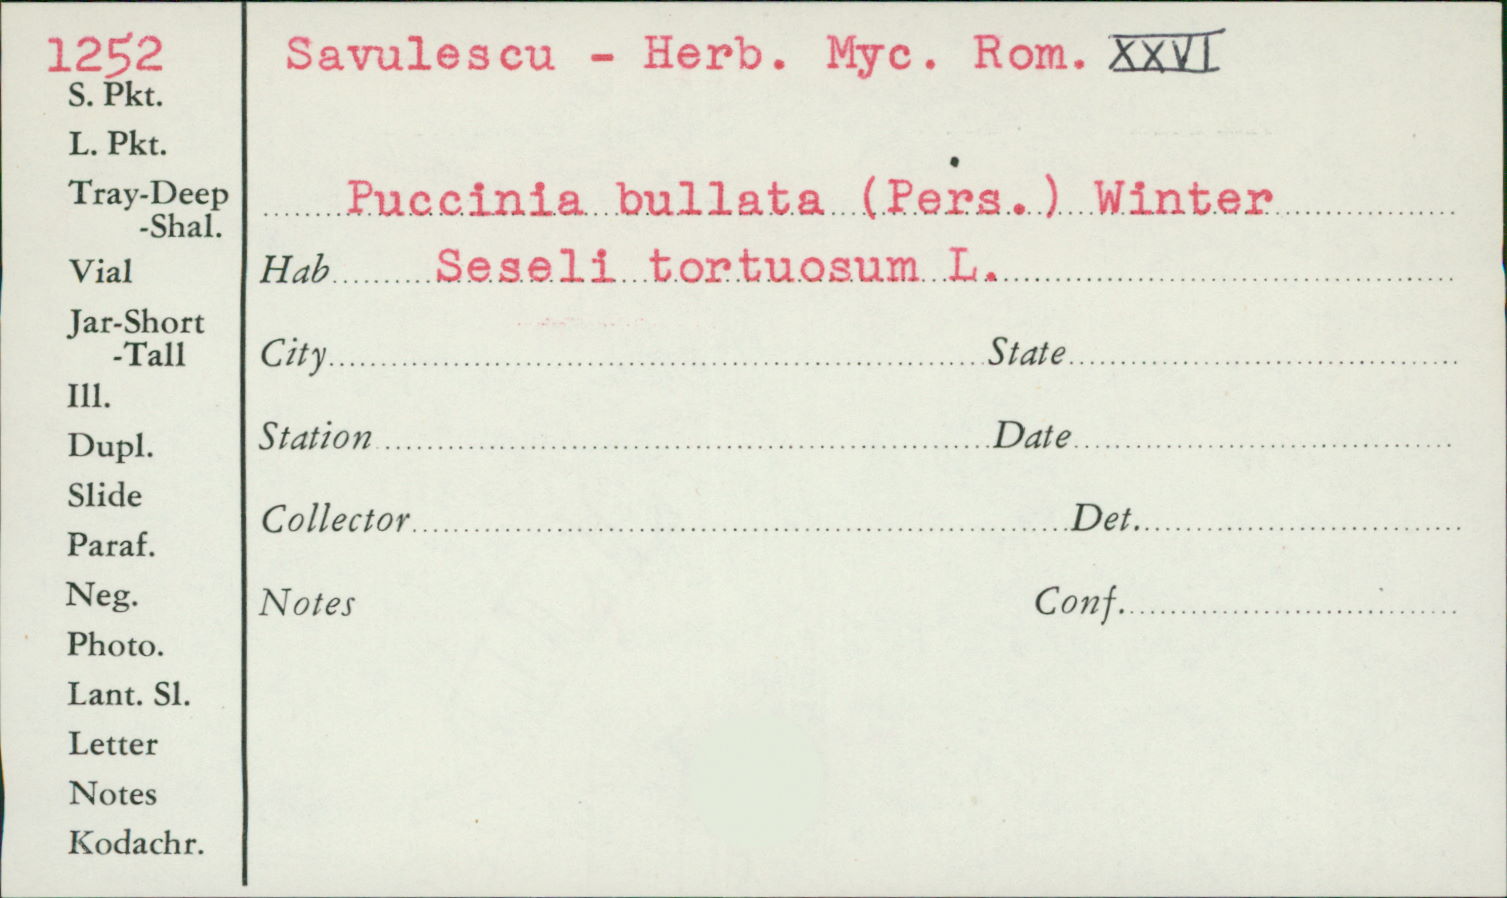 1252 Savulescu - Herb. Myc. Rom. XXVI
S. Pkt.
L. Pkt.
Tray-Deep
-Shal.
Vial
Jar-Short
-Tall
Ill.
Dupl.
Slide
Paraf.
Neg.
Photo.
Lant. Sl.
Letter
Notes
Kodachr.
Puccinia bullata (Pers.) Winter
Hab Seseli tortuosum L.
City State
Station Date
Collector Det.
Notes Conf.